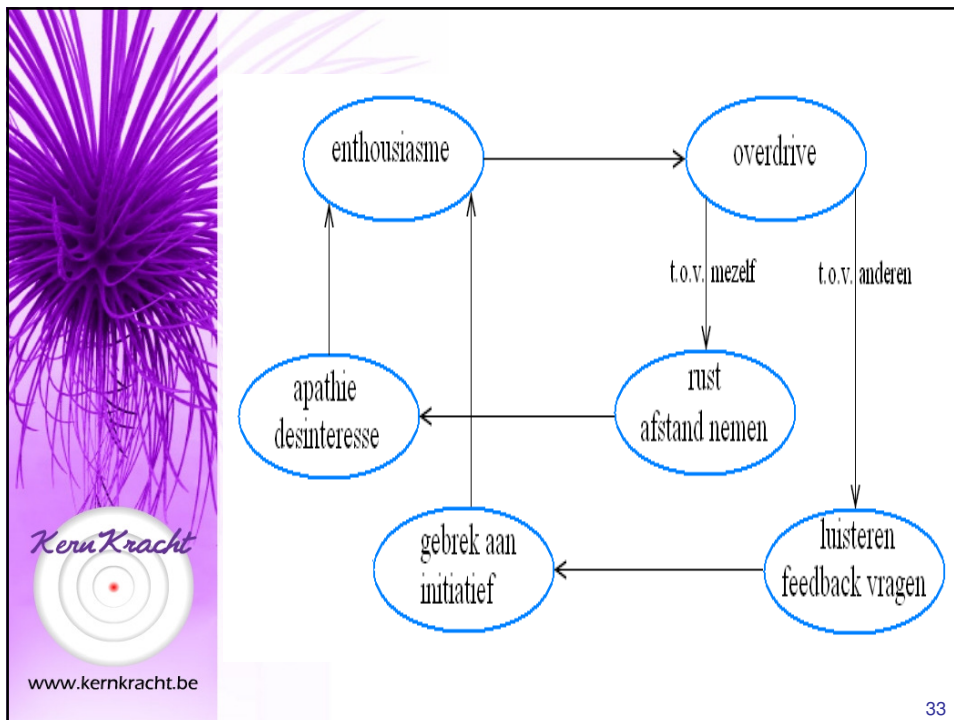 enthousiasme
overdrive
t.o.v. mezelf
t.o.v. anderen
apathie
desinteresse
rust
afstand nemen
gebrek aan
initiatief
luisteren
feedback vragen
KernKracht
www.kernkracht.be
33